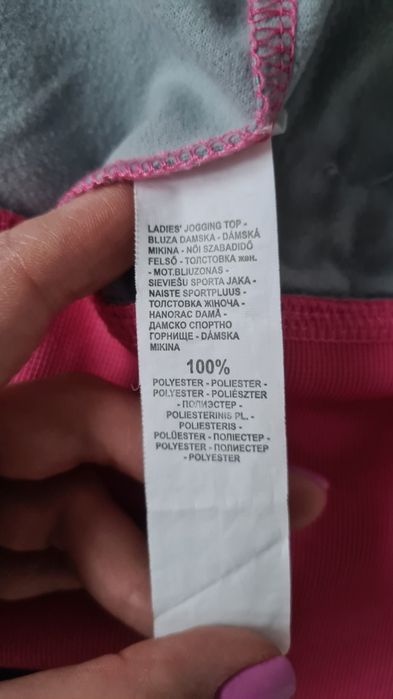 LADIES' JOGGING TOP -
BLUZA DAMSKA - DÁMSKÁ
MIKINA - NŐI SZABADIDŐ
FELSŐ - ТОЛСТОВКА жен.
- MOT.BLIUZONAS -
SIEVIEŠU SPORTA JAKA -
NAISTE SPORTPLUUS -
ТОЛСТОВКА ЖІНОЧА -
HANORAC DAMĂ -
ДАМСКО СПОРТНО
ГОРНИЩЕ - DÁMSKA
MIKINA
100%
POLYESTER - POLIESTER -
POLYESTER - POLIÉSZTER
- ПОЛИЭСТЕР -
POLIESTERINIS PL. -
POLIESTERIS -
POLÜESTER - ПОЛІЕСТЕР -
POLYESTER - ПОЛИЕСТЕР
- POLYESTER